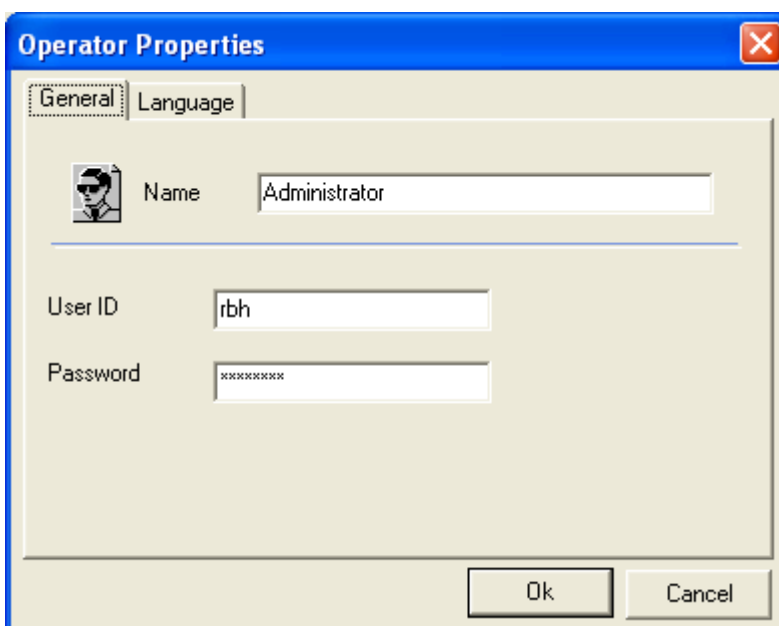 Operator Properties
General Language
Name Administrator
User ID rbh
Password ********
Ok Cancel